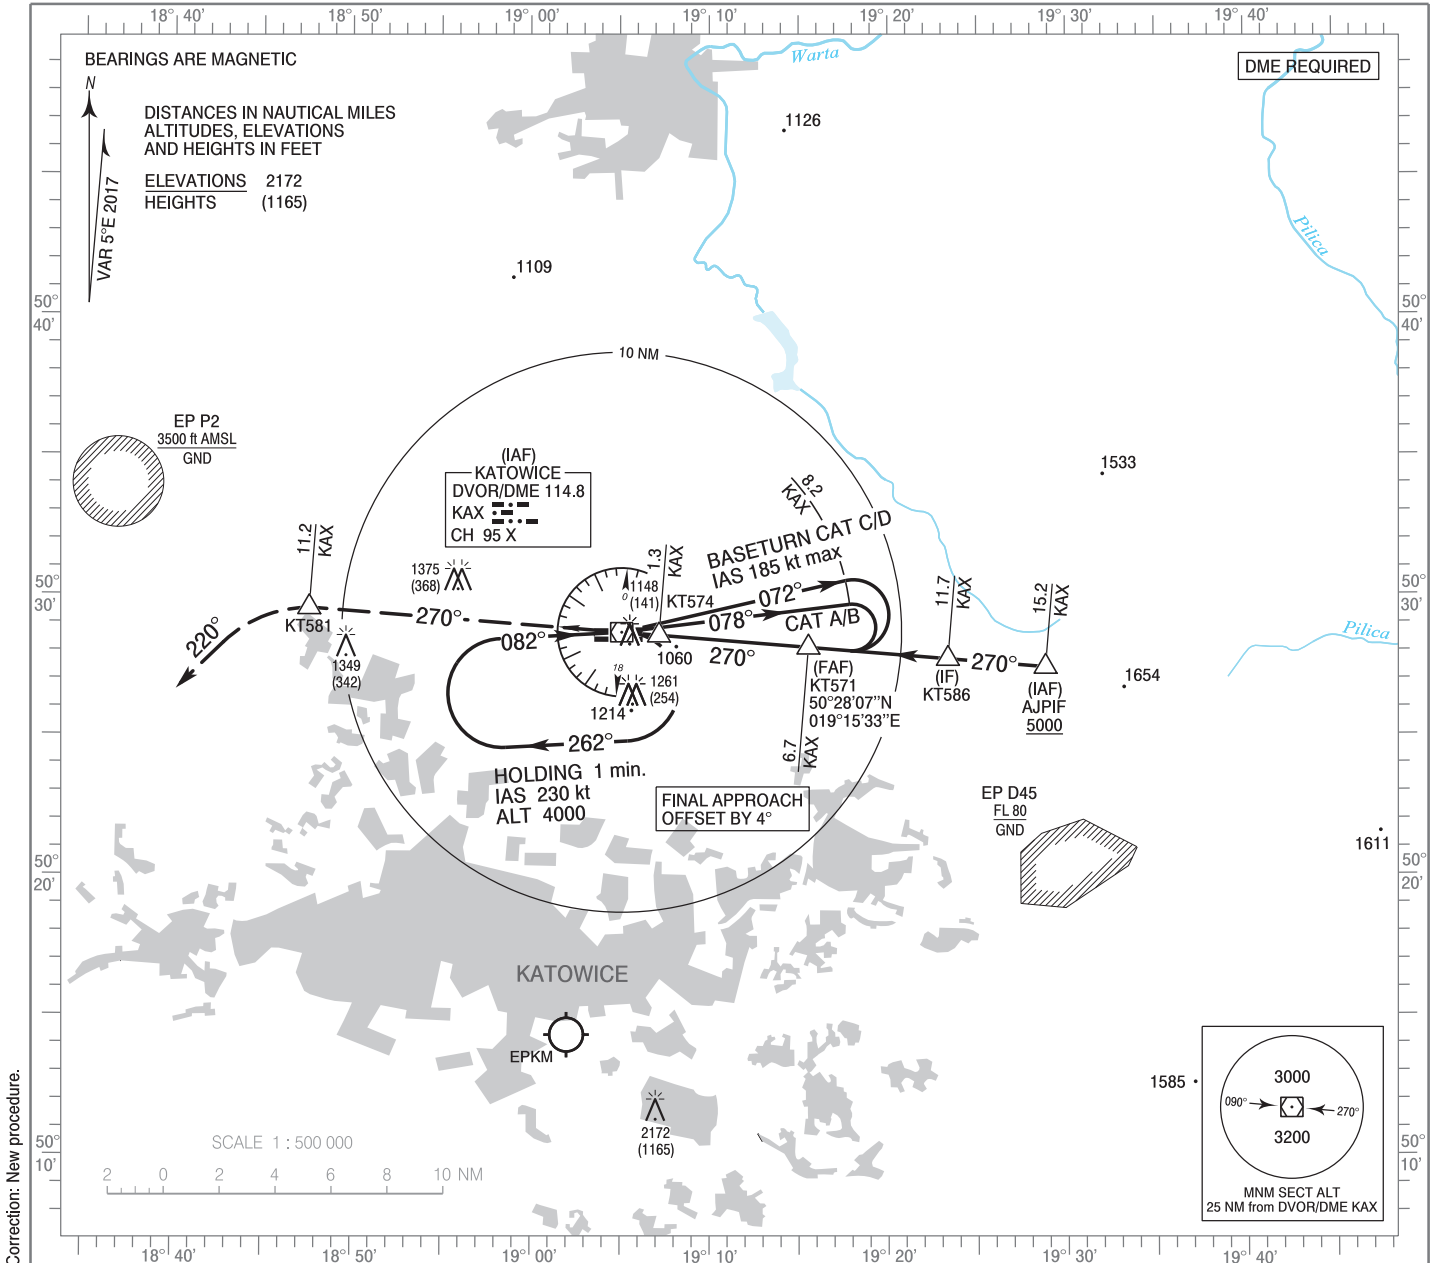 18° 40' 18° 50' 19° 00' 19° 10' 19° 20' 19° 30' 19° 40'
BEARINGS ARE MAGNETIC
DME REQUIRED
N
VAR 5°E 2017
DISTANCES IN NAUTICAL MILES
ALTITUDES, ELEVATIONS
AND HEIGHTS IN FEET
ELEVATIONS 2172
HEIGHTS (1165)
Warta
1126
Pilica
1109
50° 40'
50° 40'
10 NM
EP P2
3500 ft AMSL
GND
(IAF)
KATOWICE
DVOR/DME 114.8
KAX
CH 95 X
1533
8.2
KAX
BASETURN CAT C/D
IAS 185 kt max
11.2
KAX
1375
(368)
1.3
KAX
1148
(141)
0
KT574
072°
078°
CAT A/B
11.7
KAX
15.2
KAX
50° 30'
50° 30'
KT581
270°
220°
082°
270°
1060
270°
Pilica
1349
(342)
18
1261
(254)
1214
(FAF)
KT571
50°28'07"N
019°15'33"E
(IF)
KT586
(IAF)
AJPIF
5000
1654
262°
6.7
KAX
HOLDING 1 min.
IAS 230 kt
ALT 4000
FINAL APPROACH
OFFSET BY 4°
EP D45
FL 80
GND
1611
50° 20'
50° 20'
KATOWICE
EPKM
2172
(1165)
1585
3000
090°
270°
3200
MNM SECT ALT
25 NM from DVOR/DME KAX
50° 10'
50° 10'
SCALE 1 : 500 000
2 0 2 4 6 8 10 NM
Correction: New procedure.
18° 40' 18° 50' 19° 00' 19° 10' 19° 20' 19° 30' 19° 40'